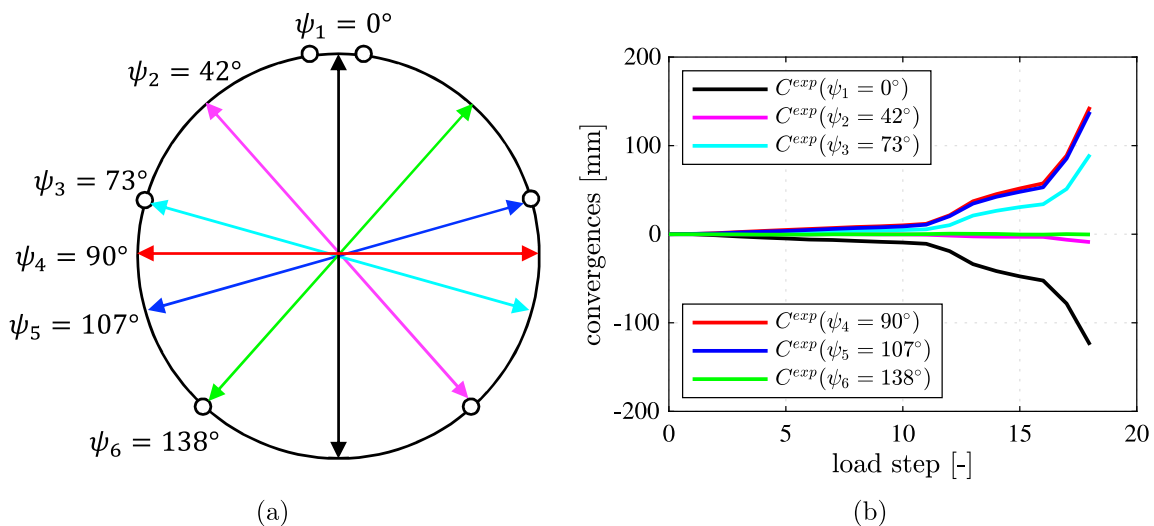 ψ₁ = 0°
ψ₂ = 42°
ψ₃ = 73°
ψ₄ = 90°
ψ₅ = 107°
ψ₆ = 138°
(a)
200
100
0
-100
-200
convergences [mm]
C^{exp}(ψ₁ = 0°)
C^{exp}(ψ₂ = 42°)
C^{exp}(ψ₃ = 73°)
C^{exp}(ψ₄ = 90°)
C^{exp}(ψ₅ = 107°)
C^{exp}(ψ₆ = 138°)
0 5 10 15 20
load step [-]
(b)